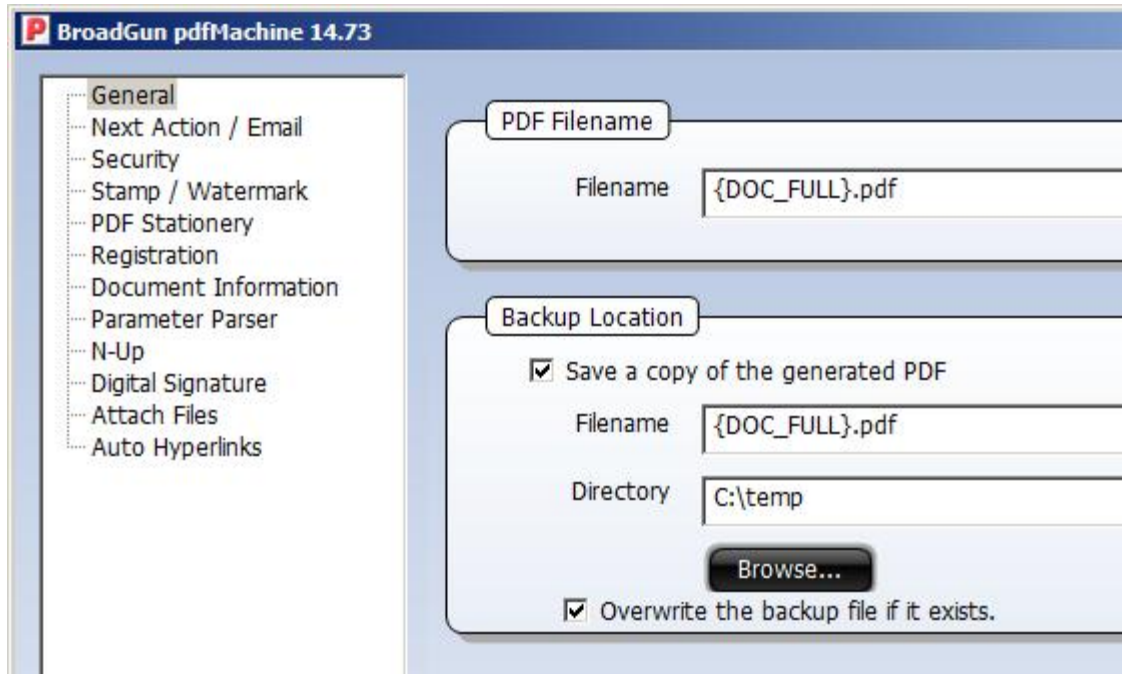 BroadGun pdfMachine 14.73
General
Next Action / Email
Security
Stamp / Watermark
PDF Stationery
Registration
Document Information
Parameter Parser
N-Up
Digital Signature
Attach Files
Auto Hyperlinks
PDF Filename
Filename {DOC_FULL}.pdf
Backup Location
Save a copy of the generated PDF
Filename {DOC_FULL}.pdf
Directory C:\temp
Browse...
Overwrite the backup file if it exists.